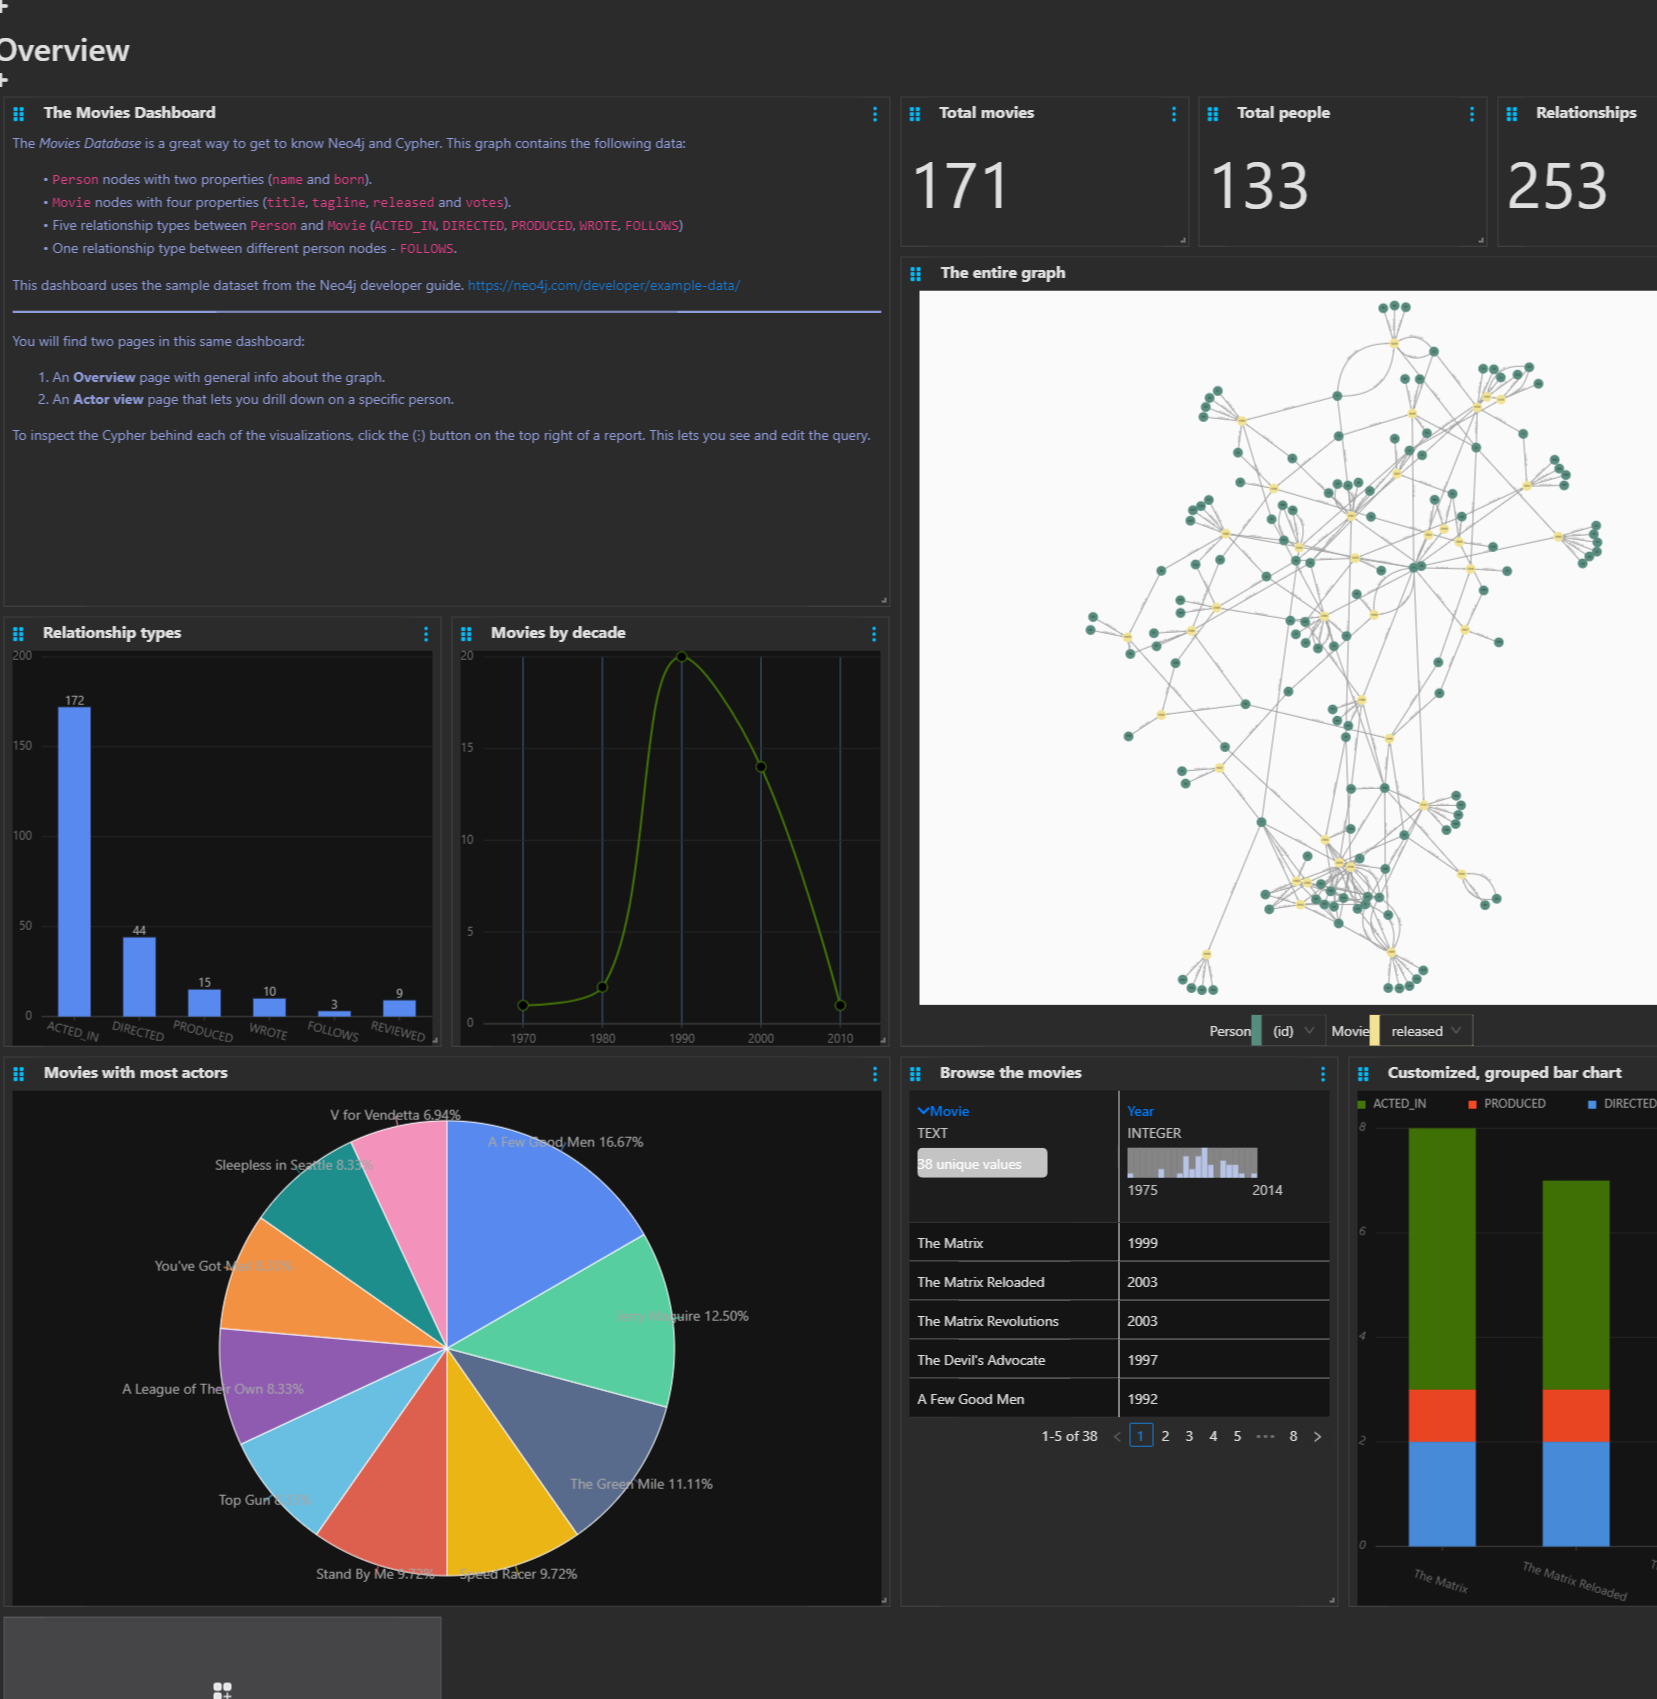 Overview
The Movies Dashboard
The Movies Database is a great way to get to know Neo4j and Cypher. This graph contains the following data:
• Person nodes with two properties (name and born).
• Movie nodes with four properties (title, tagline, released and votes).
• Five relationship types between Person and Movie (ACTED_IN, DIRECTED, PRODUCED, WROTE, FOLLOWS)
• One relationship type between different person nodes - FOLLOWS.
This dashboard uses the sample dataset from the Neo4j developer guide. https://neo4j.com/developer/example-data/
You will find two pages in this same dashboard:
1. An Overview page with general info about the graph.
2. An Actor view page that lets you drill down on a specific person.
To inspect the Cypher behind each of the visualizations, click the (⋮) button on the top right of a report. This lets you see and edit the query.
Total movies
171
Total people
133
Relationships
253
The entire graph
Person (id) Movie released
Relationship types
200
150
100
50
0
172
44
15
10
3
9
ACTED_IN DIRECTED PRODUCED WROTE FOLLOWS REVIEWED
Movies by decade
20
15
10
5
0
1970 1980 1990 2000 2010
Movies with most actors
V for Vendetta 6.94%
A Few Good Men 16.67%
Sleepless in Seattle 8.33%
You've Got Mail 8.33%
Jerry Maguire 12.50%
A League of Their Own 8.33%
The Green Mile 11.11%
Top Gun
Stand By Me 9.72%
Speed Racer 9.72%
Browse the movies
Movie Year
TEXT INTEGER
38 unique values
1975 2014
The Matrix 1999
The Matrix Reloaded 2003
The Matrix Revolutions 2003
The Devil's Advocate 1997
A Few Good Men 1992
1-5 of 38 < 1 2 3 4 5 ••• 8 >
Customized, grouped bar chart
ACTED_IN PRODUCED DIRECTED
8
6
4
2
0
The Matrix
The Matrix Reloaded